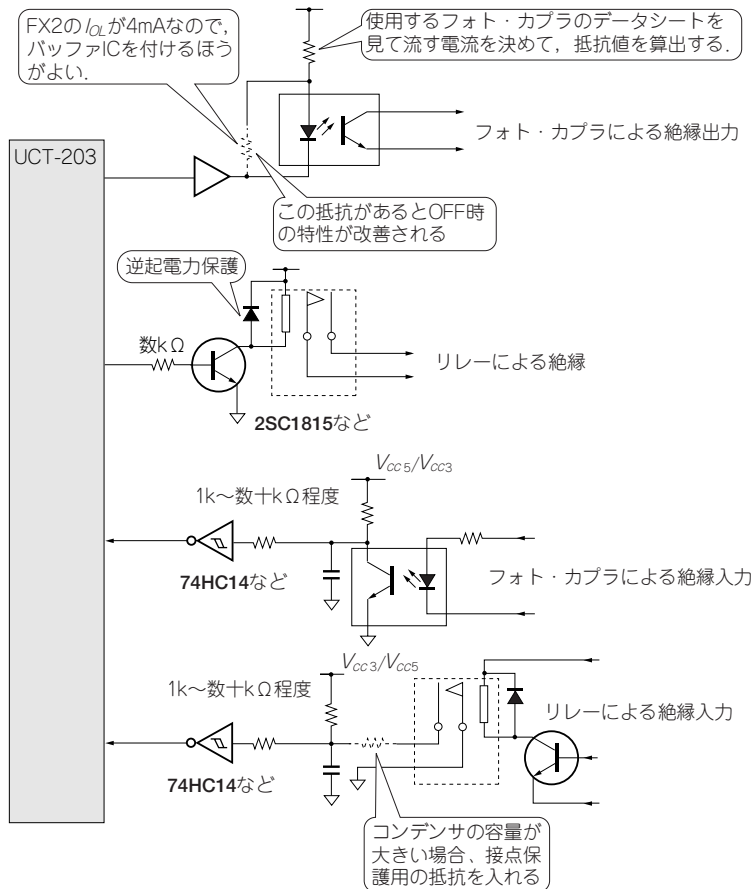 FX2のIOLが4mAなので，
バッファICを付けるほう
がよい．
使用するフォト・カプラのデータシートを
見て流す電流を決めて，抵抗値を算出する．
フォト・カプラによる絶縁出力
UCT-203
この抵抗があるとOFF時
の特性が改善される
逆起電力保護
数kΩ
リレーによる絶縁
2SC1815など
VCC5/VCC3
1k〜数十kΩ程度
74HC14など
フォト・カプラによる絶縁入力
VCC3/VCC5
1k〜数十kΩ程度
リレーによる絶縁入力
74HC14など
コンデンサの容量が
大きい場合、接点保
護用の抵抗を入れる